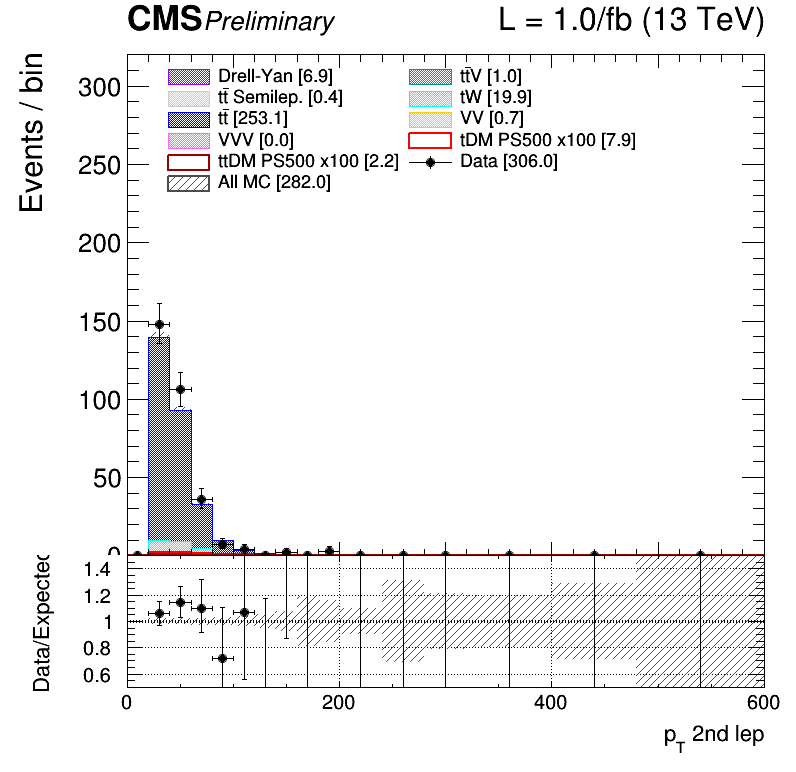 CMS Preliminary L = 1.0/fb (13 TeV)
Events / bin
300
250
200
150
100
50
0
Drell-Yan [6.9]
tt̄ Semilep. [0.4]
tt̄ [253.1]
VVV [0.0]
ttDM PS500 x100 [2.2]
All MC [282.0]
tt̄V [1.0]
tW [19.9]
VV [0.7]
tDM PS500 x100 [7.9]
Data [306.0]
Data/Expected
1.4
1.2
1
0.8
0.6
0 200 400 600
pT 2nd lep